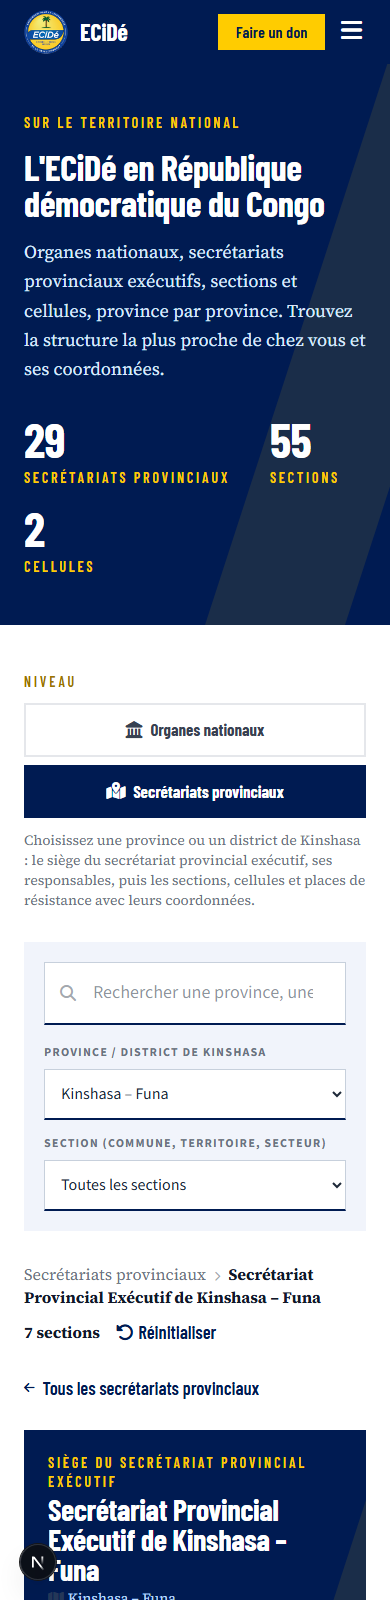 ECiDé
ECiDé
Faire un don
SUR LE TERRITOIRE NATIONAL
L'ECiDé en République
démocratique du Congo
Organes nationaux, secrétariats
provinciaux exécutifs, sections et
cellules, province par province. Trouvez
la structure la plus proche de chez vous et
ses coordonnées.
29
SECRÉTARIATS PROVINCIAUX
55
SECTIONS
2
CELLULES
NIVEAU
Organes nationaux
Secrétariats provinciaux
Choisissez une province ou un district de Kinshasa
: le siège du secrétariat provincial exécutif, ses
responsables, puis les sections, cellules et places de
résistance avec leurs coordonnées.
Rechercher une province, une
PROVINCE / DISTRICT DE KINSHASA
Kinshasa – Funa
SECTION (COMMUNE, TERRITOIRE, SECTEUR)
Toutes les sections
Secrétariats provinciaux > Secrétariat
Provincial Exécutif de Kinshasa – Funa
7 sections Réinitialiser
← Tous les secrétariats provinciaux
SIÈGE DU SECRÉTARIAT PROVINCIAL
EXÉCUTIF
Secrétariat Provincial
Exécutif de Kinshasa –
Funa
N
Kinshasa – Funa